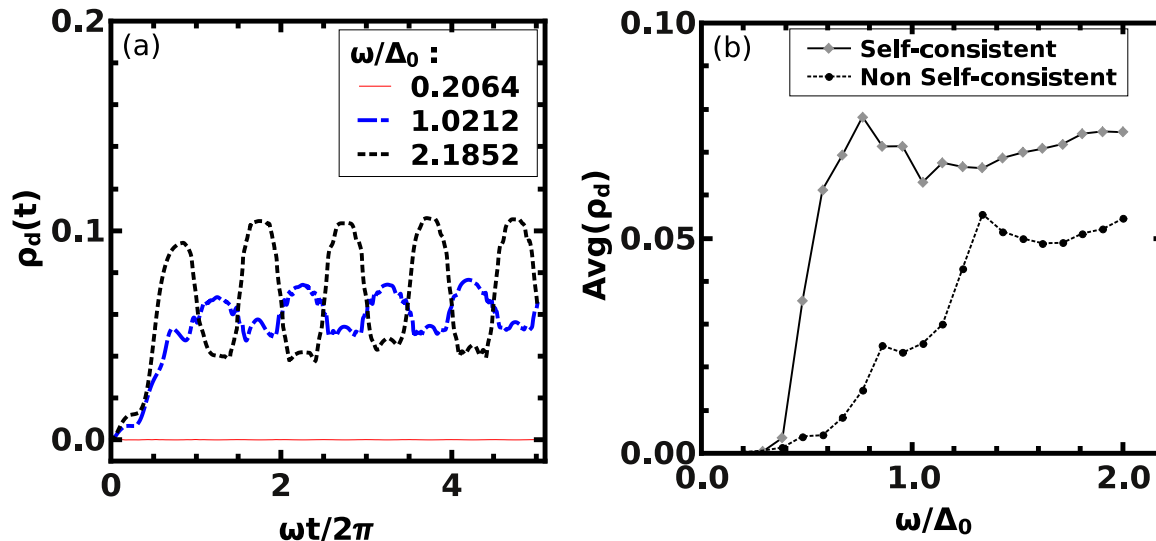 (a)
ω/Δ₀ :
0.2064
1.0212
2.1852
0.2
0.1
0.0
ρd(t)
0
2
4
ωt/2π
(b)
Self-consistent
Non Self-consistent
0.10
0.05
0.00
Avg(ρd)
0.0
1.0
2.0
ω/Δ₀